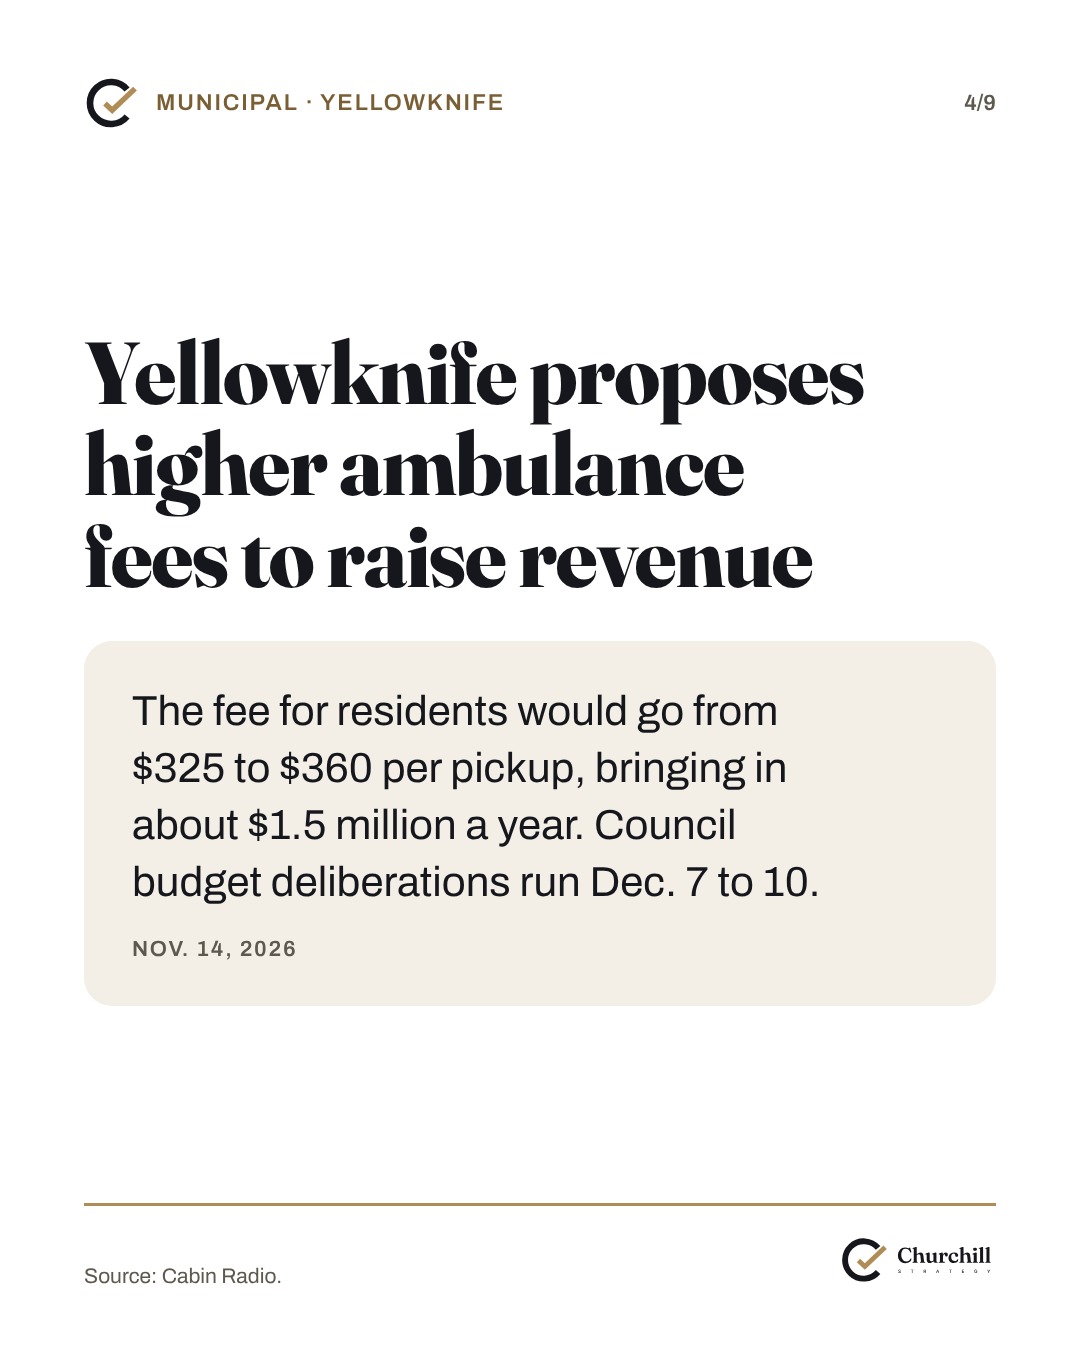 MUNICIPAL · YELLOWKNIFE
4/9
Yellowknife proposes
higher ambulance
fees to raise revenue
The fee for residents would go from
$325 to $360 per pickup, bringing in
about $1.5 million a year. Council
budget deliberations run Dec. 7 to 10.
NOV. 14, 2026
Source: Cabin Radio.
Churchill
STRATEGY